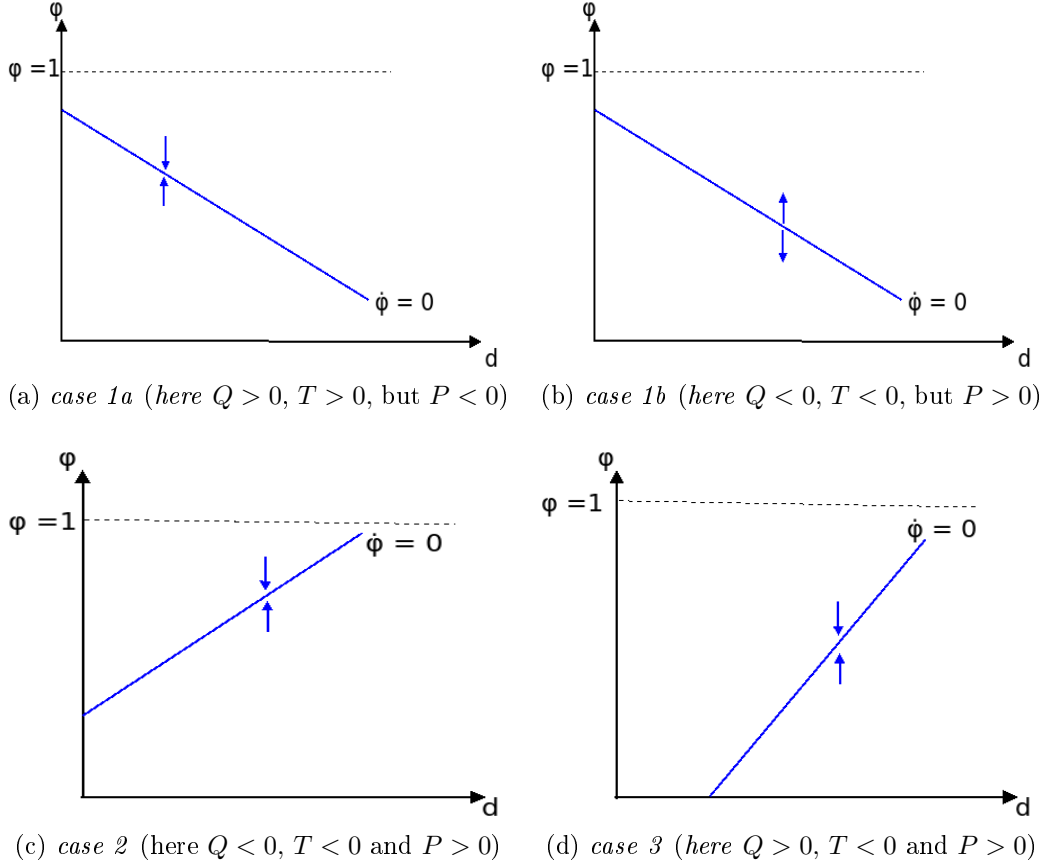 φ
φ =1
φ̇ = 0
d
(a) case 1a (here Q > 0, T > 0, but P < 0)
φ
φ =1
φ̇ = 0
d
(b) case 1b (here Q < 0, T < 0, but P > 0)
φ
φ =1
φ̇ = 0
d
(c) case 2 (here Q < 0, T < 0 and P > 0)
φ
φ =1
φ̇ = 0
d
(d) case 3 (here Q > 0, T < 0 and P > 0)